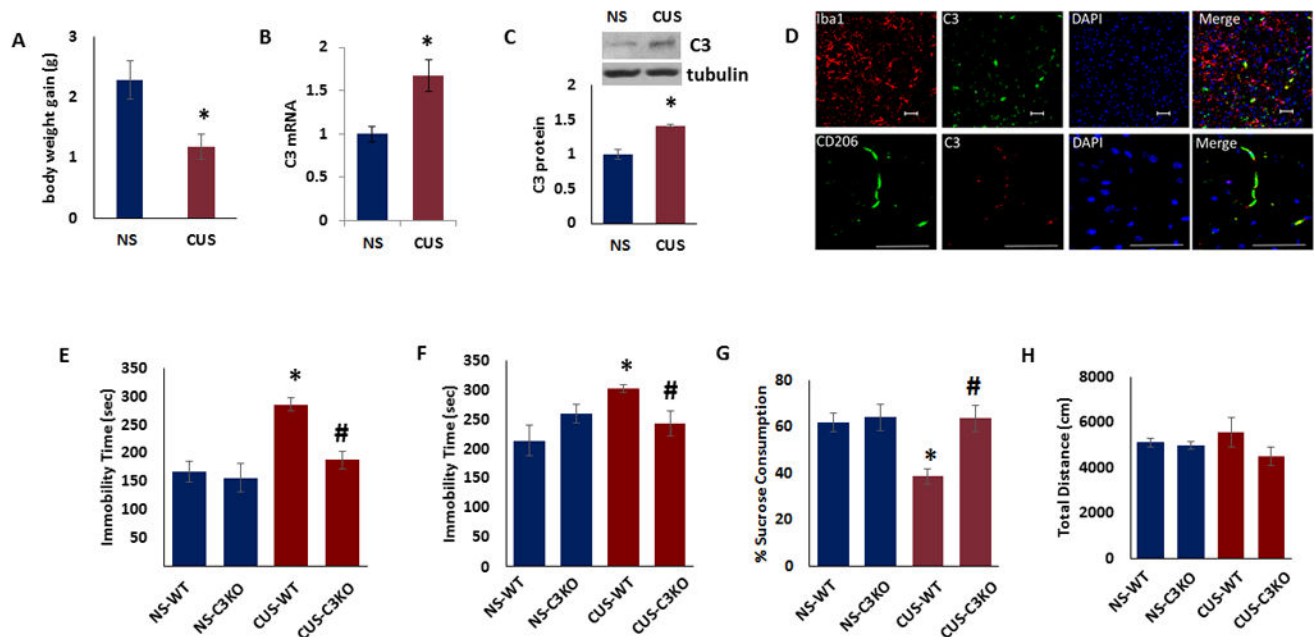 A
body weight gain (g)
3
2
1
0
NS CUS
*
B
C3 mRNA
2
1.5
1
0.5
0
NS CUS
*
C
NS CUS
C3
tubulin
C3 protein
2
1.5
1
0.5
0
NS CUS
*
D
Iba1 C3 DAPI Merge
CD206 C3 DAPI Merge
E
Immobility Time (sec)
350
300
250
200
150
100
50
*
#
NS-WT NS-C3KO CUS-WT CUS-C3KO
F
Immobility Time (sec)
350
300
250
200
150
100
50
*
#
NS-WT NS-C3KO CUS-WT CUS-C3KO
G
% Sucrose Consumption
80
60
40
20
0
*
#
NS-WT NS-C3KO CUS-WT CUS-C3KO
H
Total Distance (cm)
8000
6000
4000
2000
0
NS-WT NS-C3KO CUS-WT CUS-C3KO